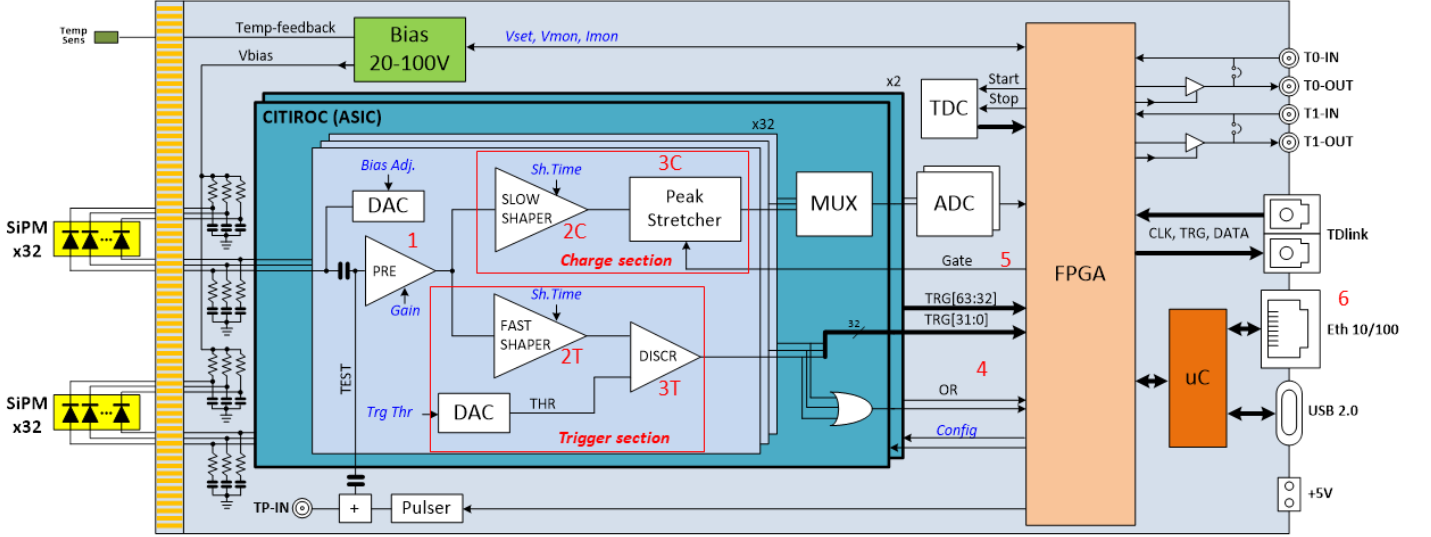 Temp
Sens
Temp-feedback
Bias
20-100V
Vset, Vmon, Imon
Vbias
T0-IN
T0-OUT
T1-IN
T1-OUT
x2
TDC
Start
Stop
CITIROC (ASIC)
x32
Bias Adj.
DAC
SLOW
SHAPER
Sh.Time
2C
3C
Peak
Stretcher
Charge section
MUX
ADC
SiPM
x32
1
PRE
Gain
Gate
5
FPGA
CLK, TRG, DATA
TDlink
TRG[63:32]
TRG[31:0]
32
Sh.Time
FAST
SHAPER
2T
DISCR
3T
6
Eth 10/100
TEST
Trg Thr
DAC
THR
Trigger section
4
OR
Config
uC
USB 2.0
SiPM
x32
TP-IN
+
Pulser
+5V